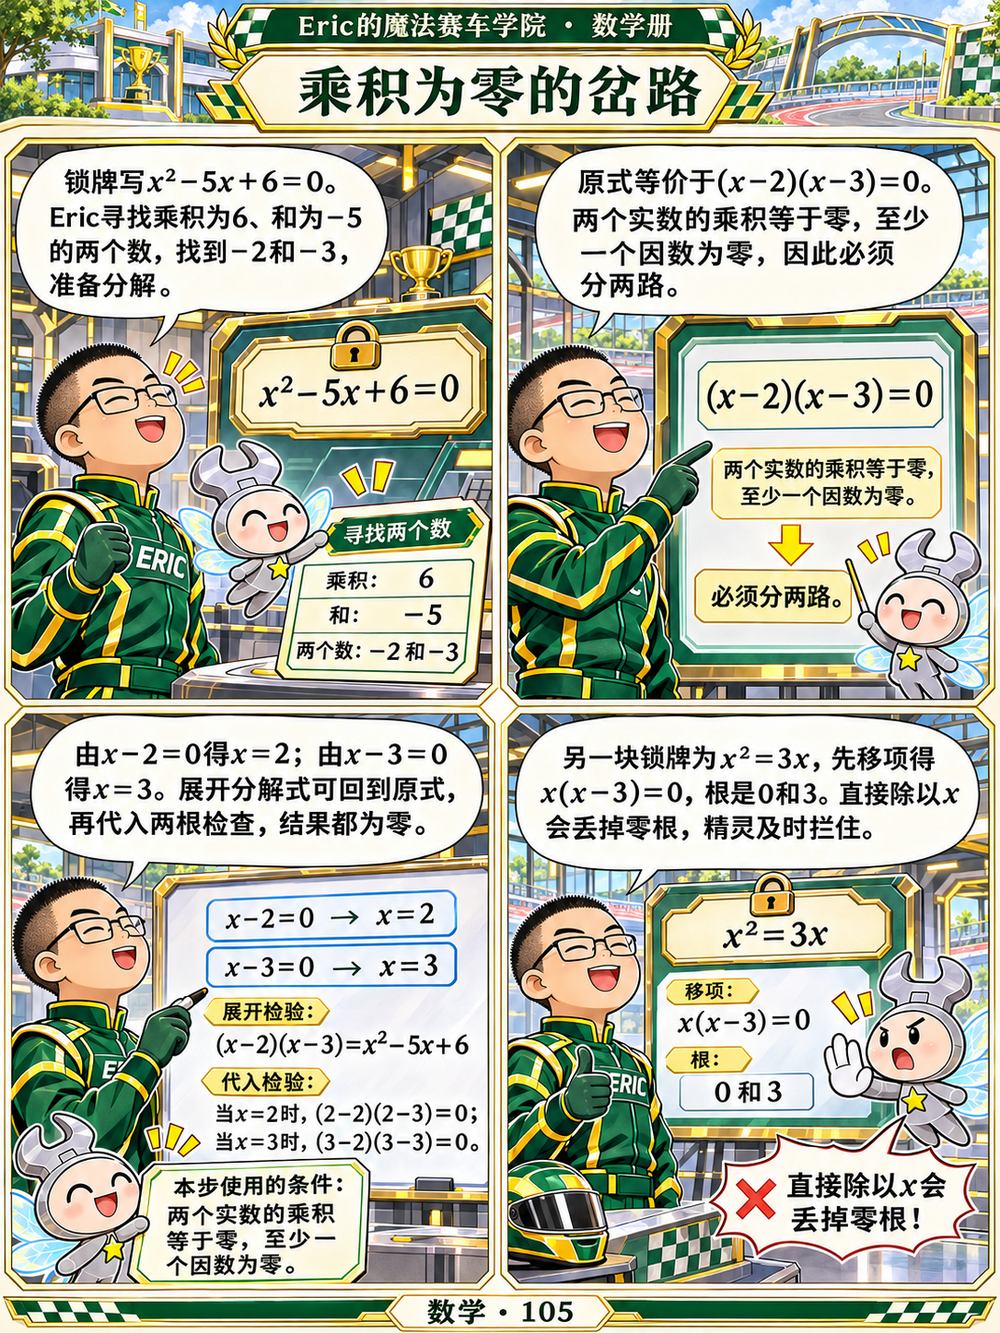 Eric的魔法赛车学院 · 数学册
乘积为零的岔路
锁牌写x²−5x+6=0。
Eric寻找乘积为6、和为−5
的两个数，找到−2和−3，
准备分解。
x²−5x+6=0
ERIC
寻找两个数
乘积： 6
和： −5
两个数：−2和−3
原式等价于(x−2)(x−3)=0。
两个实数的乘积等于零，至少
一个因数为零，因此必须
分两路。
(x−2)(x−3)=0
两个实数的乘积等于零，
至少一个因数为零。
必须分两路。
由x−2=0得x=2；由x−3=0
得x=3。展开分解式可回到原式，
再代入两根检查，结果都为零。
x−2=0 → x=2
x−3=0 → x=3
展开检验：
(x−2)(x−3)=x²−5x+6
代入检验：
当x=2时，(2−2)(2−3)=0；
当x=3时，(3−2)(3−3)=0。
本步使用的条件：
两个实数的乘积
等于零，至少一
个因数为零。
另一块锁牌为x²=3x，先移项得
x(x−3)=0，根是0和3。直接除以x
会丢掉零根，精灵及时拦住。
x²=3x
移项：
x(x−3)=0
根：
0和3
ERIC
直接除以x会
丢掉零根！
数学 · 105